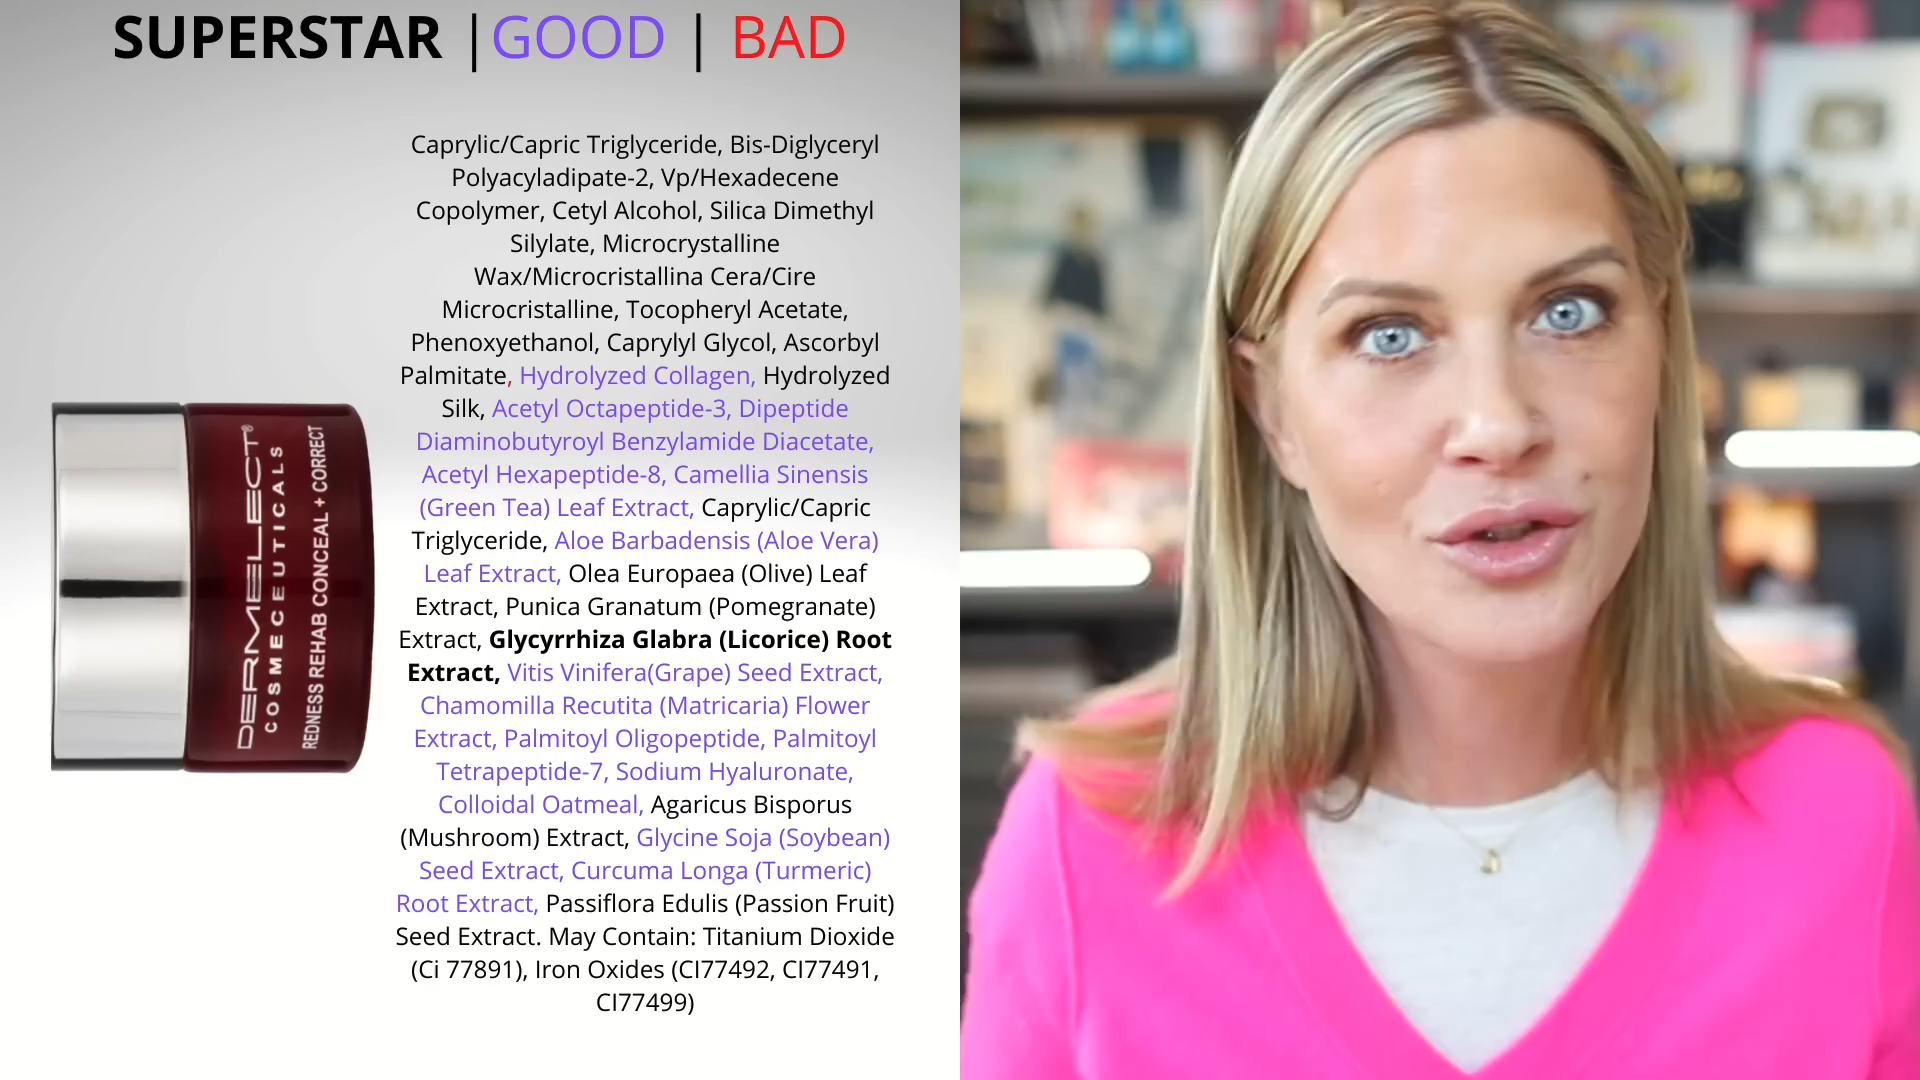 SUPERSTAR | GOOD | BAD
Caprylic/Capric Triglyceride, Bis-Diglyceryl
Polyacyladipate-2, Vp/Hexadecene
Copolymer, Cetyl Alcohol, Silica Dimethyl
Silylate, Microcrystalline
Wax/Microcristallina Cera/Cire
Microcristalline, Tocopheryl Acetate,
Phenoxyethanol, Caprylyl Glycol, Ascorbyl
Palmitate, Hydrolyzed Collagen, Hydrolyzed
Silk, Acetyl Octapeptide-3, Dipeptide
Diaminobutyroyl Benzylamide Diacetate,
Acetyl Hexapeptide-8, Camellia Sinensis
(Green Tea) Leaf Extract, Caprylic/Capric
Triglyceride, Aloe Barbadensis (Aloe Vera)
Leaf Extract, Olea Europaea (Olive) Leaf
Extract, Punica Granatum (Pomegranate)
Extract, Glycyrrhiza Glabra (Licorice) Root
Extract, Vitis Vinifera(Grape) Seed Extract,
Chamomilla Recutita (Matricaria) Flower
Extract, Palmitoyl Oligopeptide, Palmitoyl
Tetrapeptide-7, Sodium Hyaluronate,
Colloidal Oatmeal, Agaricus Bisporus
(Mushroom) Extract, Glycine Soja (Soybean)
Seed Extract, Curcuma Longa (Turmeric)
Root Extract, Passiflora Edulis (Passion Fruit)
Seed Extract. May Contain: Titanium Dioxide
(Ci 77891), Iron Oxides (CI77492, CI77491,
CI77499)
DERMELECT®
COSMECEUTICALS
REDNESS REHAB CONCEAL + CORRECT